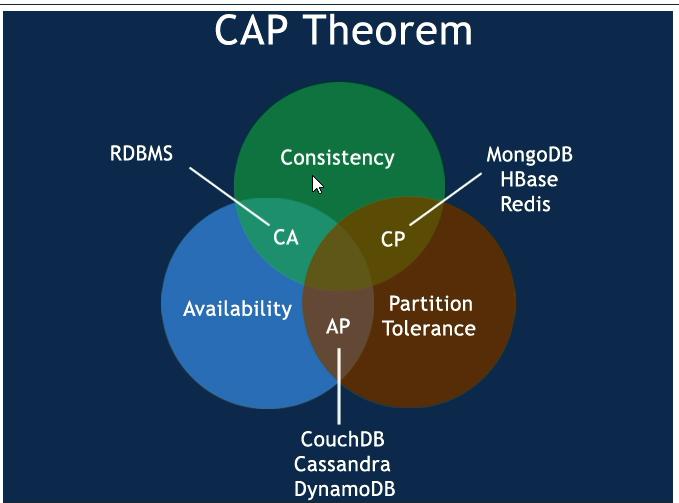 CAP Theorem
RDBMS
Consistency
MongoDB
HBase
Redis
CA
CP
Availability
Partition
Tolerance
AP
CouchDB
Cassandra
DynamoDB